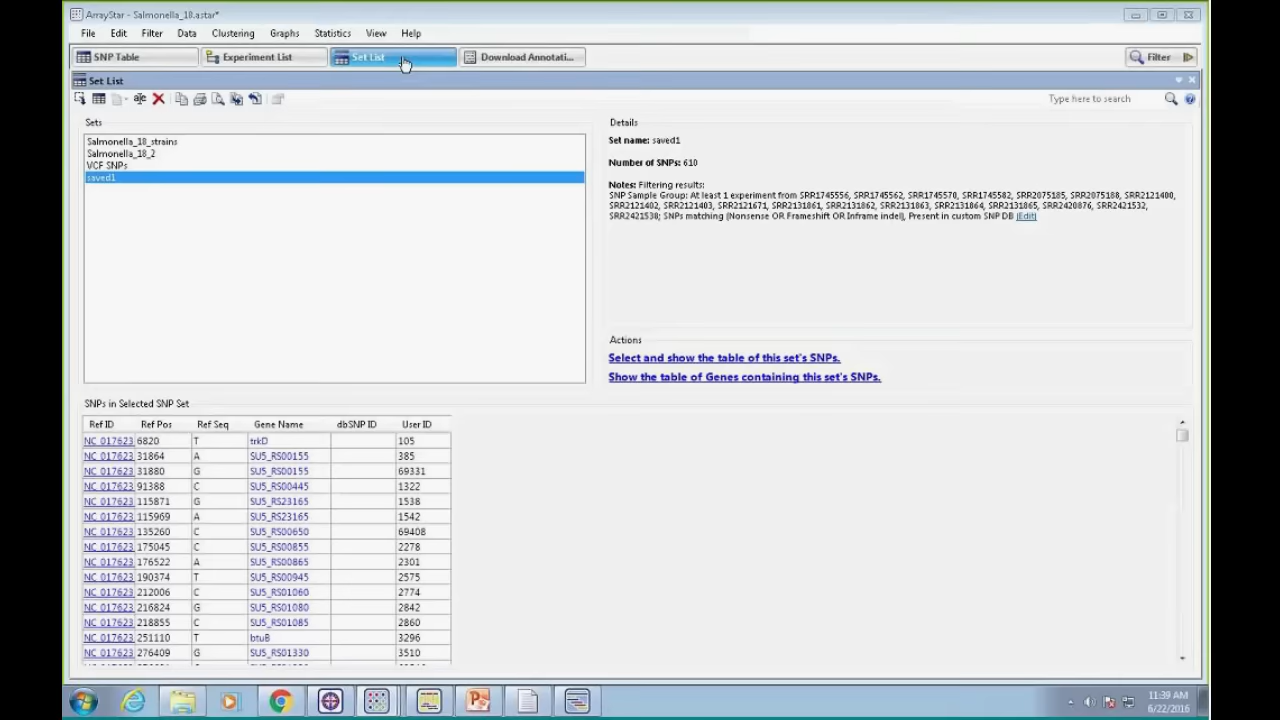 ArrayStar - Salmonella_18.astar*
File Edit Filter Data Clustering Graphs Statistics View Help
SNP Table Experiment List Set List Download Annotati... Filter
Set List
Type here to search
Sets
Salmonella_18_strains
Salmonella_18_2
VCF SNPs
saved1
Details
Set name: saved1
Number of SNPs: 610
Notes: Filtering results:
SNP Sample Group: At least 1 experiment from SRR1745556, SRR1745562, SRR1745570, SRR1745582, SRR2075185, SRR2075188, SRR2121400,
SRR2121402, SRR2121403, SRR2121671, SRR2131861, SRR2131862, SRR2131863, SRR2131864, SRR2131865, SRR2420876, SRR2421532,
SRR2421538; SNPs matching (Nonsense OR Frameshift OR Inframe indel), Present in custom SNP DB (Edit)
Actions
Select and show the table of this set's SNPs.
Show the table of Genes containing this set's SNPs.
SNPs in Selected SNP Set
Ref ID Ref Pos Ref Seq Gene Name dbSNP ID User ID
NC_017623 6820 T trkD 105
NC_017623 31864 A SU5_RS00155 385
NC_017623 31880 G SU5_RS00155 69331
NC_017623 91388 C SU5_RS00445 1322
NC_017623 115871 G SU5_RS23165 1538
NC_017623 115969 A SU5_RS23165 1542
NC_017623 135260 C SU5_RS00650 69408
NC_017623 175045 C SU5_RS00855 2278
NC_017623 176522 A SU5_RS00865 2301
NC_017623 190374 T SU5_RS00945 2575
NC_017623 212006 C SU5_RS01060 2774
NC_017623 216824 G SU5_RS01080 2842
NC_017623 218855 C SU5_RS01085 2860
NC_017623 251110 T btuB 3296
NC_017623 276409 G SU5_RS01330 3510
11:39 AM
6/22/2016